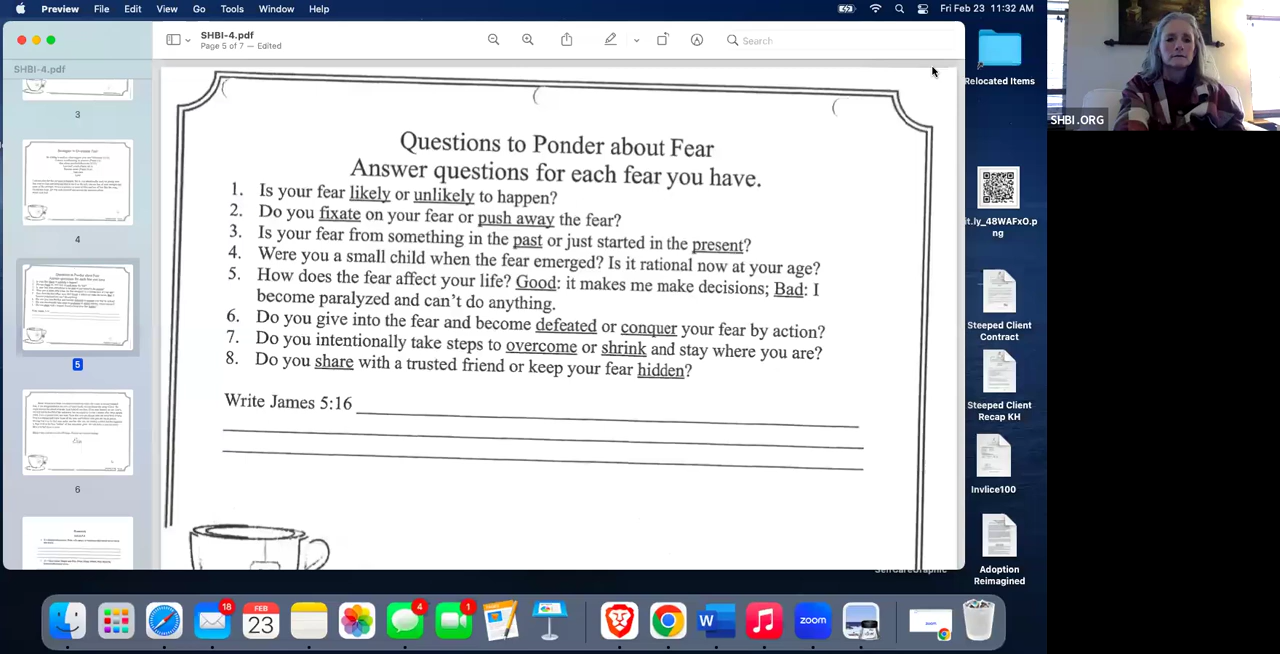 Preview File Edit View Go Tools Window Help
Fri Feb 23 11:32 AM
SHBI-4.pdf
Page 5 of 7 — Edited
Search
SHBI-4.pdf
3
4
5
6
Questions to Ponder about Fear
Answer questions for each fear you have.
1. Is your fear likely or unlikely to happen?
2. Do you fixate on your fear or push away the fear?
3. Is your fear from something in the past or just started in the present?
4. Were you a small child when the fear emerged? Is it rational now at your age?
5. How does the fear affect your life? Good: it makes me make decisions; Bad: I
become paralyzed and can't do anything.
6. Do you give into the fear and become defeated or conquer your fear by action?
7. Do you intentionally take steps to overcome or shrink and stay where you are?
8. Do you share with a trusted friend or keep your fear hidden?
Write James 5:16
Relocated Items
it.ly_48WAFxO.p
ng
Steeped Client
Contract
Steeped Client
Recap KH
Invlice100
Adoption
Reimagined
SHBI.ORG
18
FEB
23
4
1
W
zoom